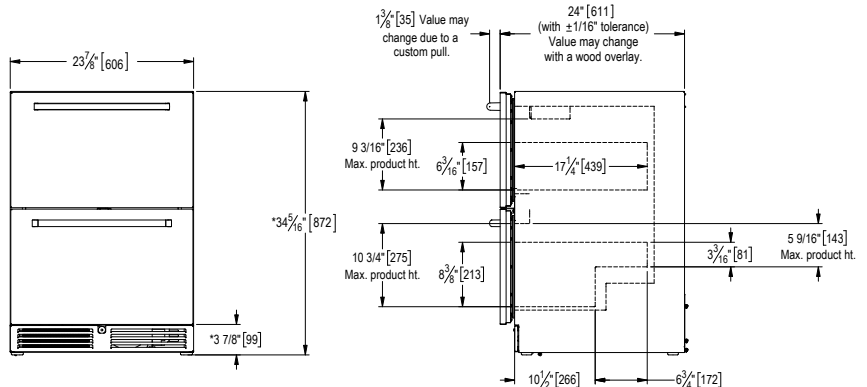 1 3/8" [35] Value may
change due to a
custom pull.
24" [611]
(with ±1/16" tolerance)
Value may change
with a wood overlay.
23 7/8" [606]
9 3/16" [236]
Max. product ht.
6 3/16" [157]
17 1/4" [439]
*34 5/16" [872]
10 3/4" [275]
Max. product ht.
8 3/8" [213]
3 3/16" [81]
5 9/16" [143]
Max. product ht.
*3 7/8" [99]
10 1/2" [266]
6 3/4" [172]